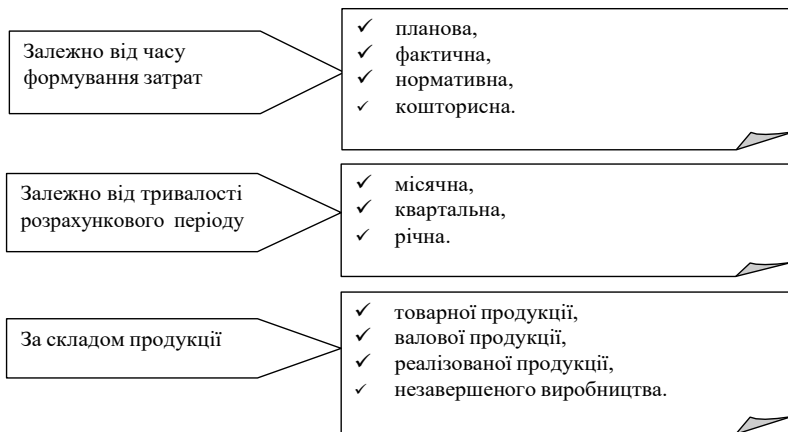 Залежно від часу
формування затрат
✓ планова,
✓ фактична,
✓ нормативна,
✓ кошторисна.
Залежно від тривалості
розрахункового періоду
✓ місячна,
✓ квартальна,
✓ річна.
За складом продукції
✓ товарної продукції,
✓ валової продукції,
✓ реалізованої продукції,
✓ незавершеного виробництва.